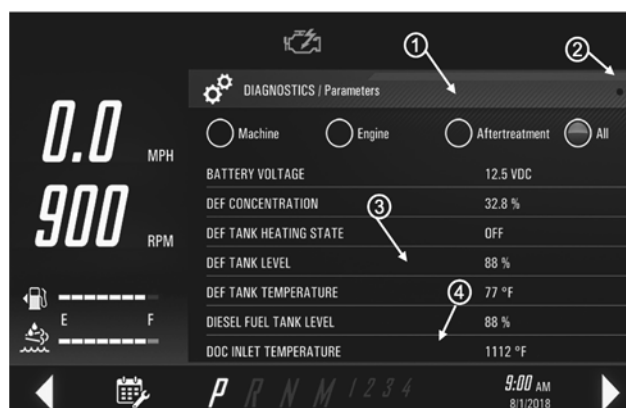 1
2
DIAGNOSTICS / Parameters
Machine Engine Aftertreatment All
0.0 MPH
BATTERY VOLTAGE 12.5 VDC
DEF CONCENTRATION 32.8 %
3
900 RPM
DEF TANK HEATING STATE OFF
DEF TANK LEVEL 88 %
DEF TANK TEMPERATURE 77 °F
4
E F
DIESEL FUEL TANK LEVEL 88 %
DOC INLET TEMPERATURE 1112 °F
P R N M 1 2 3 4
9:00 AM
8/1/2018